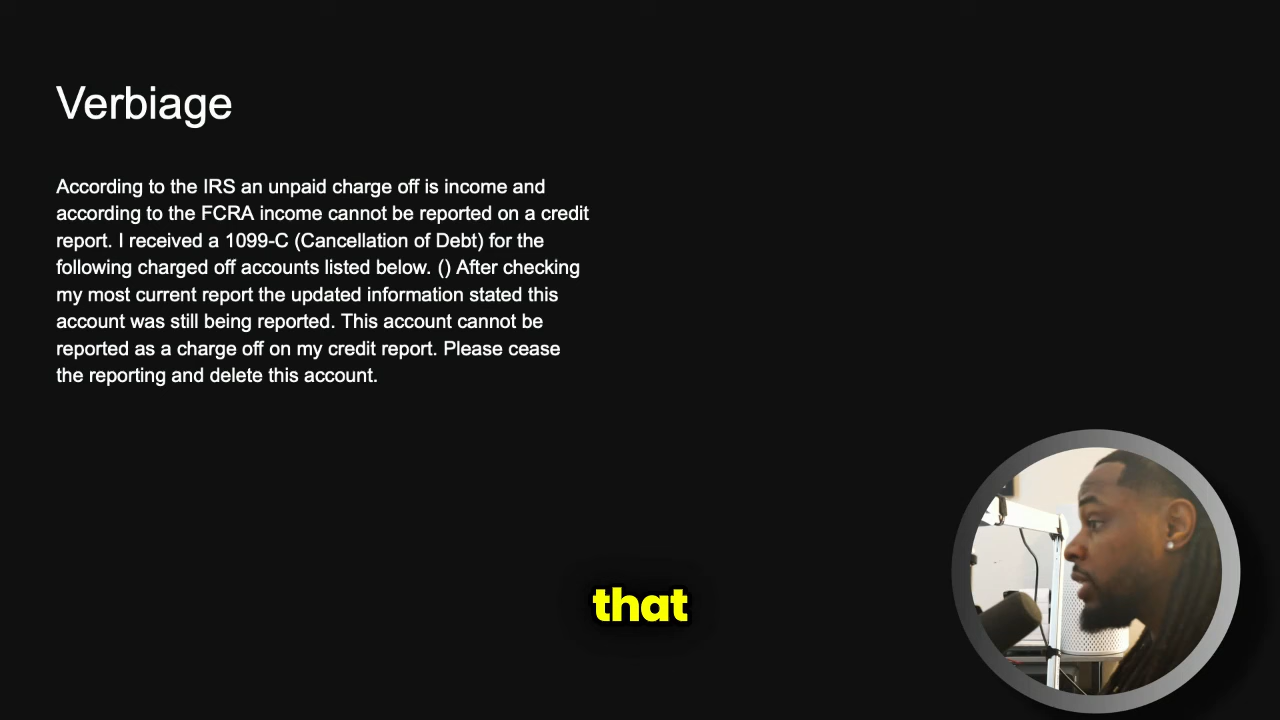 Verbiage
According to the IRS an unpaid charge off is income and
according to the FCRA income cannot be reported on a credit
report. I received a 1099-C (Cancellation of Debt) for the
following charged off accounts listed below. () After checking
my most current report the updated information stated this
account was still being reported. This account cannot be
reported as a charge off on my credit report. Please cease
the reporting and delete this account.
that